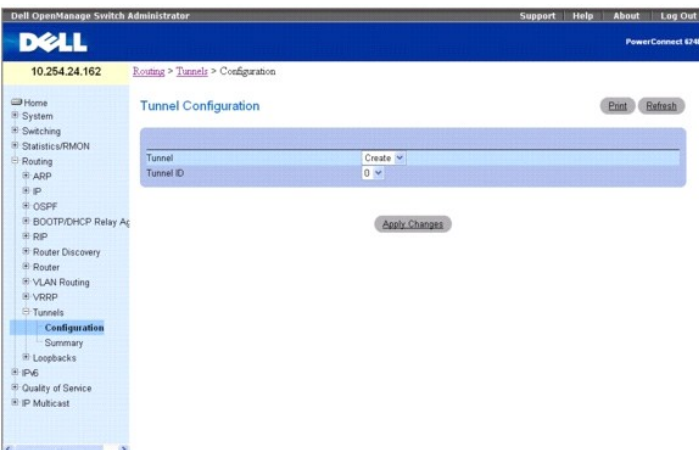 Dell OpenManage Switch Administrator
Support Help About Log Out
DELL
PowerConnect
10.254.24.162
Routing > Tunnels > Configuration
Home
System
Switching
Statistics/RMON
Routing
ARP
IP
OSPF
BOOTP/DHCP Relay Ag
RIP
Router Discovery
Router
VLAN Routing
VRRP
Tunnels
Configuration
Summary
Loopbacks
IPv6
Quality of Service
IP Multicast
Tunnel Configuration
Print Refresh
Tunnel Create
Tunnel ID 0
Apply Changes